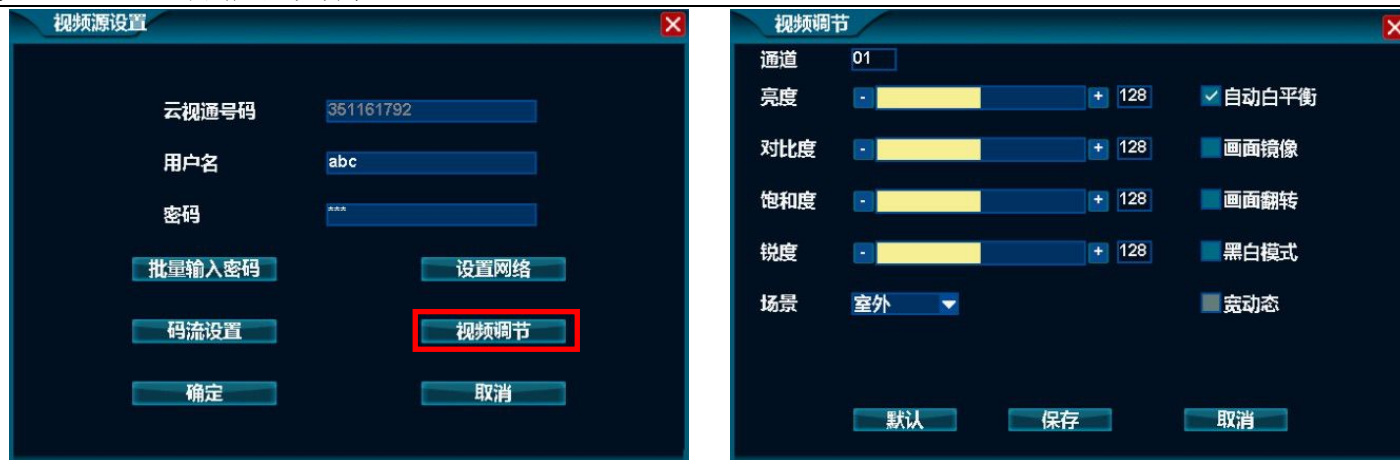 视频源设置
云视通号码 351161792
用户名 abc
密码 ***
批量输入密码 设置网络
码流设置 视频调节
确定 取消
视频调节
通道 01
亮度 - + 128 自动白平衡
对比度 - + 128 画面镜像
饱和度 - + 128 画面翻转
锐度 - + 128 黑白模式
场景 室外 宽动态
默认 保存 取消